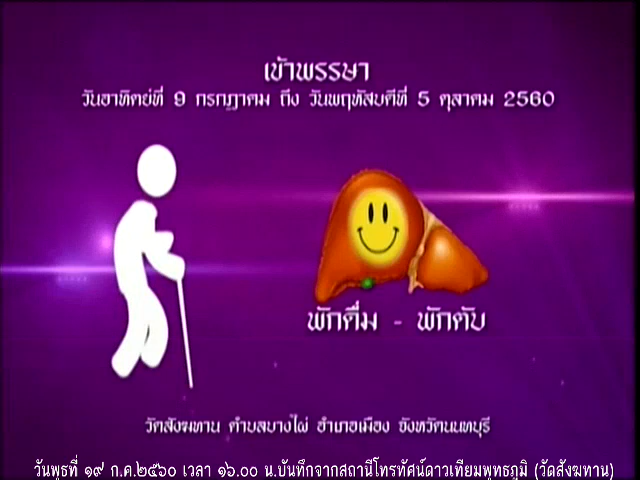 เข้าพรรษา
วันอาทิตย์ที่ 9 กรกฎาคม ถึง วันพฤหัสบดีที่ 5 ตุลาคม 2560
พักดื่ม - พักตับ
วัดสังฆทาน ตำบลบางไผ่ อำเภอเมือง จังหวัดนนทบุรี
วันพุธที่ ๑๙ ก.ค.๒๕๖๐ เวลา ๑๖.๐๐ น.บันทึกจากสถานีโทรทัศน์ดาวเทียมพุทธภูมิ (วัดสังฆทาน)